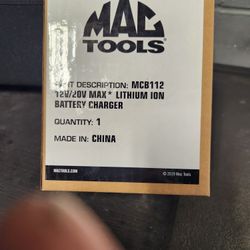 MAC
TOOLS
DESCRIPTION: MCB112
12V/20V MAX* LITHIUM ION
BATTERY CHARGER
QUANTITY: 1
MADE IN: CHINA
MACTOOLS.COM
© 2019 Mac Tools